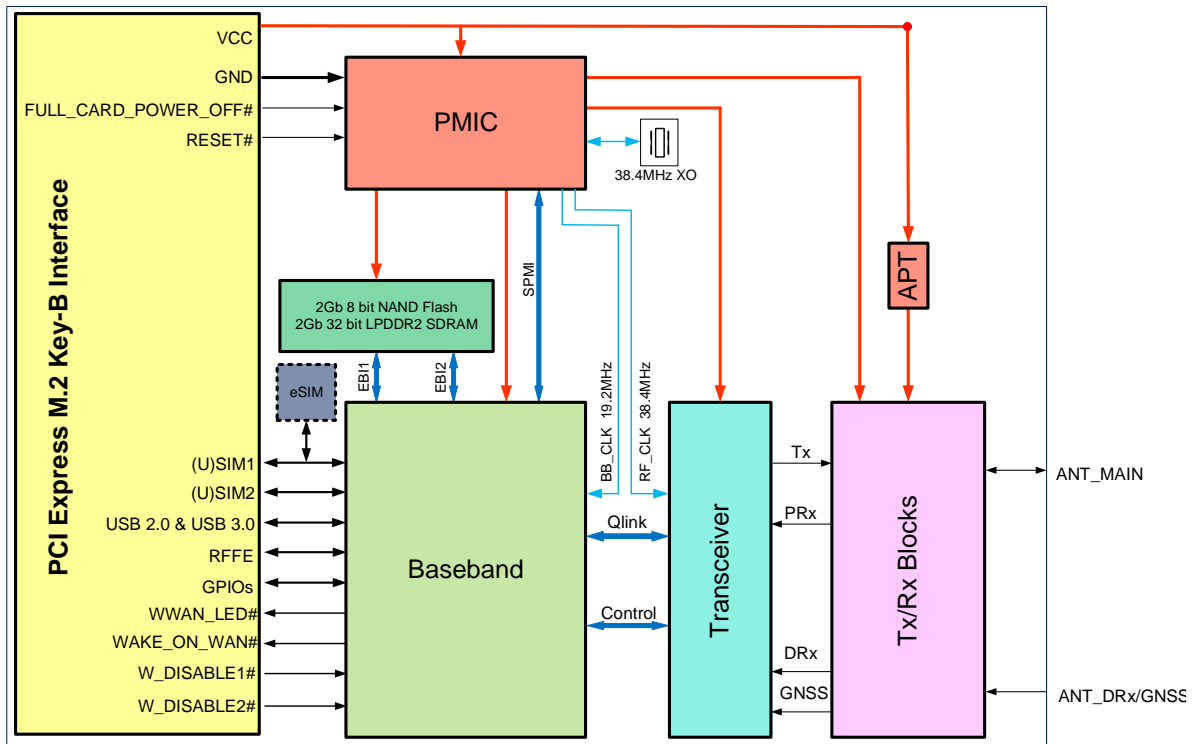 PCI Express M.2 Key-B Interface
VCC
GND
FULL_CARD_POWER_OFF#
RESET#
PMIC
38.4MHz XO
APT
2Gb 8 bit NAND Flash
2Gb 32 bit LPDDR2 SDRAM
SPMI
EBI1
EBI2
BB_CLK 19.2MHz
RF_CLK 38.4MHz
eSIM
(U)SIM1
(U)SIM2
USB 2.0 & USB 3.0
RFFE
GPIOs
WWAN_LED#
WAKE_ON_WAN#
W_DISABLE1#
W_DISABLE2#
Baseband
Qlink
Control
Transceiver
Tx
PRx
DRx
GNSS
Tx/Rx Blocks
ANT_MAIN
ANT_DRx/GNSS